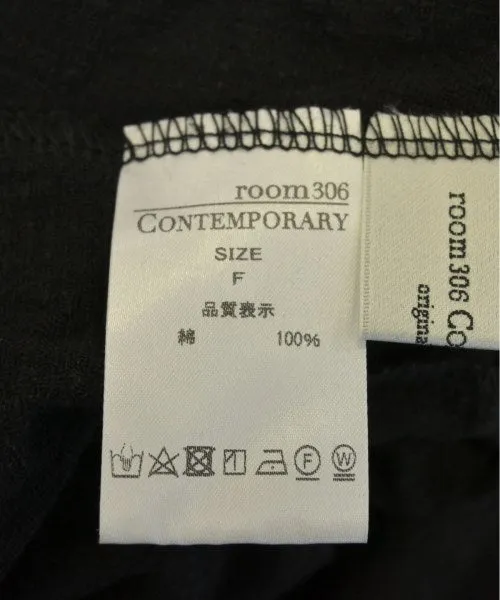 room306
CONTEMPORARY
SIZE
F
品質表示
綿 100%
F W
room306 Co
origina